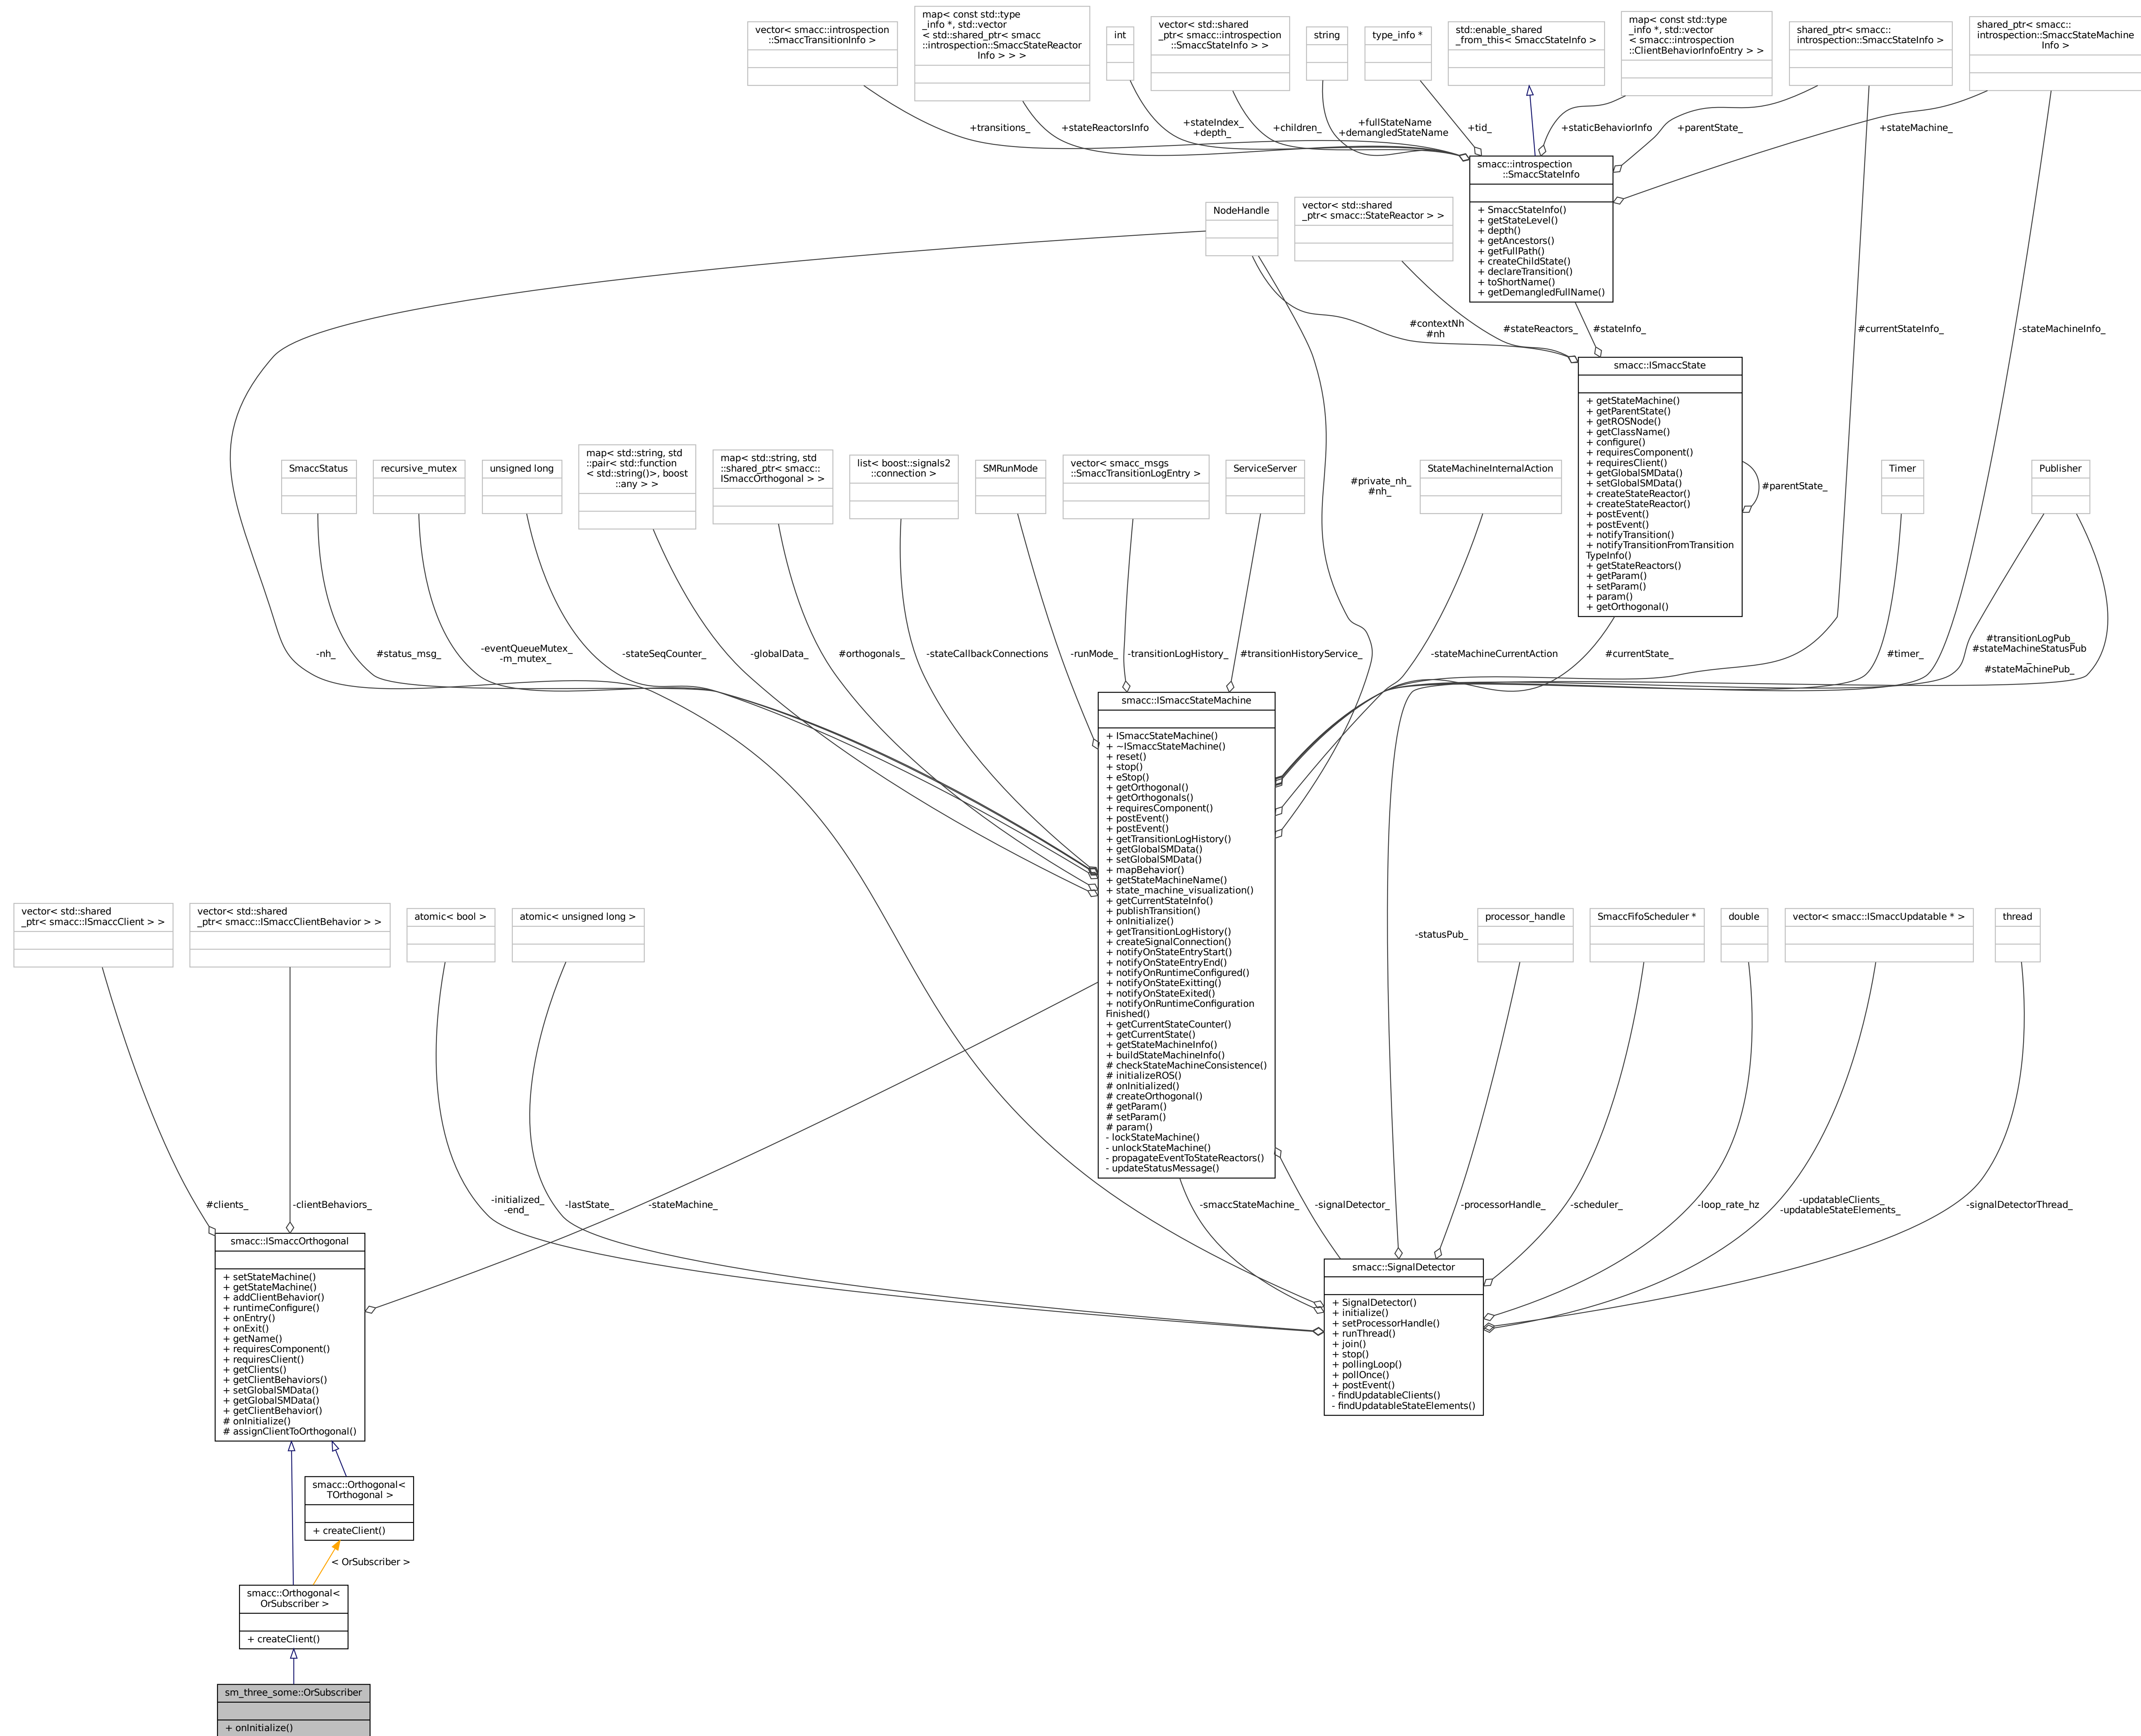 vector< smacc::introspection
::SmaccTransitionInfo >
map< const std::type
_info *, std::vector
< std::shared_ptr< smacc
::introspection::SmaccStateReactor
Info > > >
int
vector< std::shared
_ptr< smacc::introspection
::SmaccStateInfo > >
string
type_info *
std::enable_shared
_from_this< SmaccStateInfo >
map< const std::type
_info *, std::vector
< smacc::introspection
::ClientBehaviorInfoEntry > >
shared_ptr< smacc::
introspection::SmaccStateInfo >
shared_ptr< smacc::
introspection::SmaccStateMachine
Info >
+transitions_
+stateReactorsInfo
+stateIndex_
+depth_
+children_
+fullStateName
+demangledStateName
+tid_
+staticBehaviorInfo
+parentState_
+stateMachine_
smacc::introspection
::SmaccStateInfo
+ SmaccStateInfo()
+ getStateLevel()
+ depth()
+ getAncestors()
+ getFullPath()
+ createChildState()
+ declareTransition()
+ toShortName()
+ getDemangledFullName()
NodeHandle
vector< std::shared
_ptr< smacc::StateReactor > >
#contextNh
#nh
#stateReactors_
#stateInfo_
#currentStateInfo_
-stateMachineInfo_
smacc::ISmaccState
+ getStateMachine()
+ getParentState()
+ getROSNode()
+ getClassName()
+ configure()
+ requiresComponent()
+ requiresClient()
+ getGlobalSMData()
+ setGlobalSMData()
+ createStateReactor()
+ createStateReactor()
+ postEvent()
+ postEvent()
+ notifyTransition()
+ notifyTransitionFromTransition
TypeInfo()
+ getStateReactors()
+ getParam()
+ setParam()
+ param()
+ getOrthogonal()
#parentState_
SmaccStatus
recursive_mutex
unsigned long
map< std::string, std
::pair< std::function
< std::string()>, boost
::any > >
map< std::string, std
::shared_ptr< smacc::
ISmaccOrthogonal > >
list< boost::signals2
::connection >
SMRunMode
vector< smacc_msgs
::SmaccTransitionLogEntry >
ServiceServer
#private_nh_
#nh_
StateMachineInternalAction
Timer
Publisher
-nh_
#status_msg_
-eventQueueMutex_
-m_mutex_
-stateSeqCounter_
-globalData_
#orthogonals_
-stateCallbackConnections
-runMode_
-transitionLogHistory_
#transitionHistoryService_
-stateMachineCurrentAction
#currentState_
#timer_
#transitionLogPub_
#stateMachineStatusPub
_
#stateMachinePub_
smacc::ISmaccStateMachine
+ ISmaccStateMachine()
+ ~ISmaccStateMachine()
+ reset()
+ stop()
+ eStop()
+ getOrthogonal()
+ getOrthogonals()
+ requiresComponent()
+ postEvent()
+ postEvent()
+ getTransitionLogHistory()
+ getGlobalSMData()
+ setGlobalSMData()
+ mapBehavior()
+ getStateMachineName()
+ state_machine_visualization()
+ getCurrentStateInfo()
+ publishTransition()
+ onInitialize()
+ getTransitionLogHistory()
+ createSignalConnection()
+ notifyOnStateEntryStart()
+ notifyOnStateEntryEnd()
+ notifyOnRuntimeConfigured()
+ notifyOnStateExitting()
+ notifyOnStateExited()
+ notifyOnRuntimeConfiguration
Finished()
+ getCurrentStateCounter()
+ getCurrentState()
+ getStateMachineInfo()
+ buildStateMachineInfo()
# checkStateMachineConsistence()
# initializeROS()
# onInitialized()
# createOrthogonal()
# getParam()
# setParam()
# param()
- lockStateMachine()
- unlockStateMachine()
- propagateEventToStateReactors()
- updateStatusMessage()
vector< std::shared
_ptr< smacc::ISmaccClient > >
vector< std::shared
_ptr< smacc::ISmaccClientBehavior > >
atomic< bool >
atomic< unsigned long >
-statusPub_
processor_handle
SmaccFifoScheduler *
double
vector< smacc::ISmaccUpdatable * >
thread
#clients_
-clientBehaviors_
-initialized_
-end_
-lastState_
-stateMachine_
-smaccStateMachine_
-signalDetector_
-processorHandle_
-scheduler_
-loop_rate_hz
-updatableClients_
-updatableStateElements_
-signalDetectorThread_
smacc::ISmaccOrthogonal
+ setStateMachine()
+ getStateMachine()
+ addClientBehavior()
+ runtimeConfigure()
+ onEntry()
+ onExit()
+ getName()
+ requiresComponent()
+ requiresClient()
+ getClients()
+ getClientBehaviors()
+ setGlobalSMData()
+ getGlobalSMData()
+ getClientBehavior()
# onInitialize()
# assignClientToOrthogonal()
smacc::SignalDetector
+ SignalDetector()
+ initialize()
+ setProcessorHandle()
+ runThread()
+ join()
+ stop()
+ pollingLoop()
+ pollOnce()
+ postEvent()
- findUpdatableClients()
- findUpdatableStateElements()
smacc::Orthogonal<
TOrthogonal >
+ createClient()
< OrSubscriber >
smacc::Orthogonal<
OrSubscriber >
+ createClient()
sm_three_some::OrSubscriber
+ onInitialize()